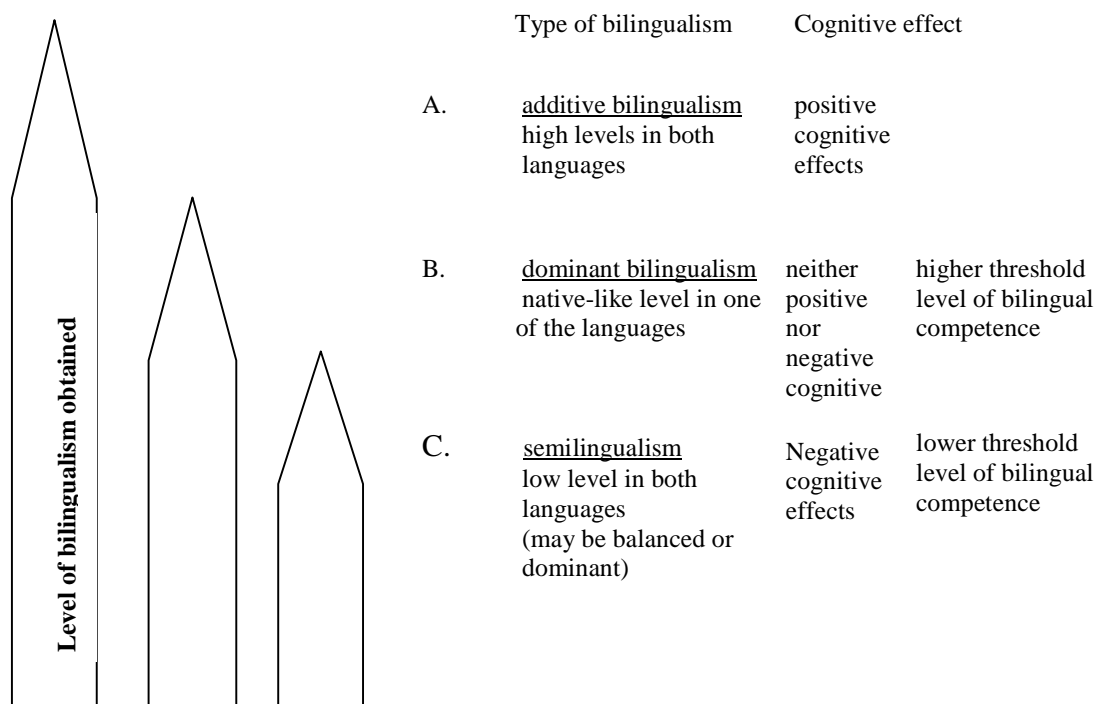 Type of bilingualism Cognitive effect
A.
additive bilingualism
high levels in both
languages
positive
cognitive
effects
B.
dominant bilingualism
native-like level in one
of the languages
neither
positive
nor
negative
cognitive
higher threshold
level of bilingual
competence
C.
semilingualism
low level in both
languages
(may be balanced or
dominant)
Negative
cognitive
effects
lower threshold
level of bilingual
competence
Level of bilingualism obtained